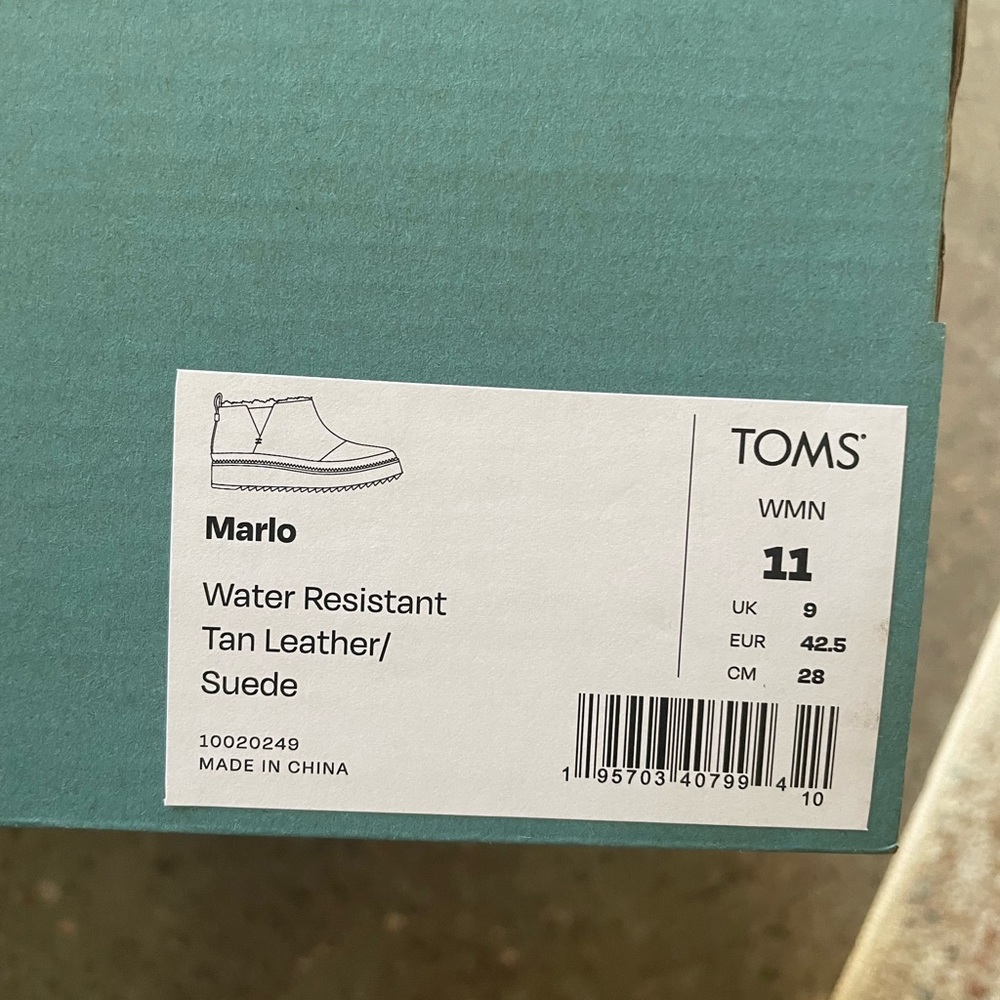 Marlo
Water Resistant
Tan Leather/
Suede
10020249
MADE IN CHINA
TOMS
WMN
11
UK 9
EUR 42.5
CM 28
1 95703 40799 4
10